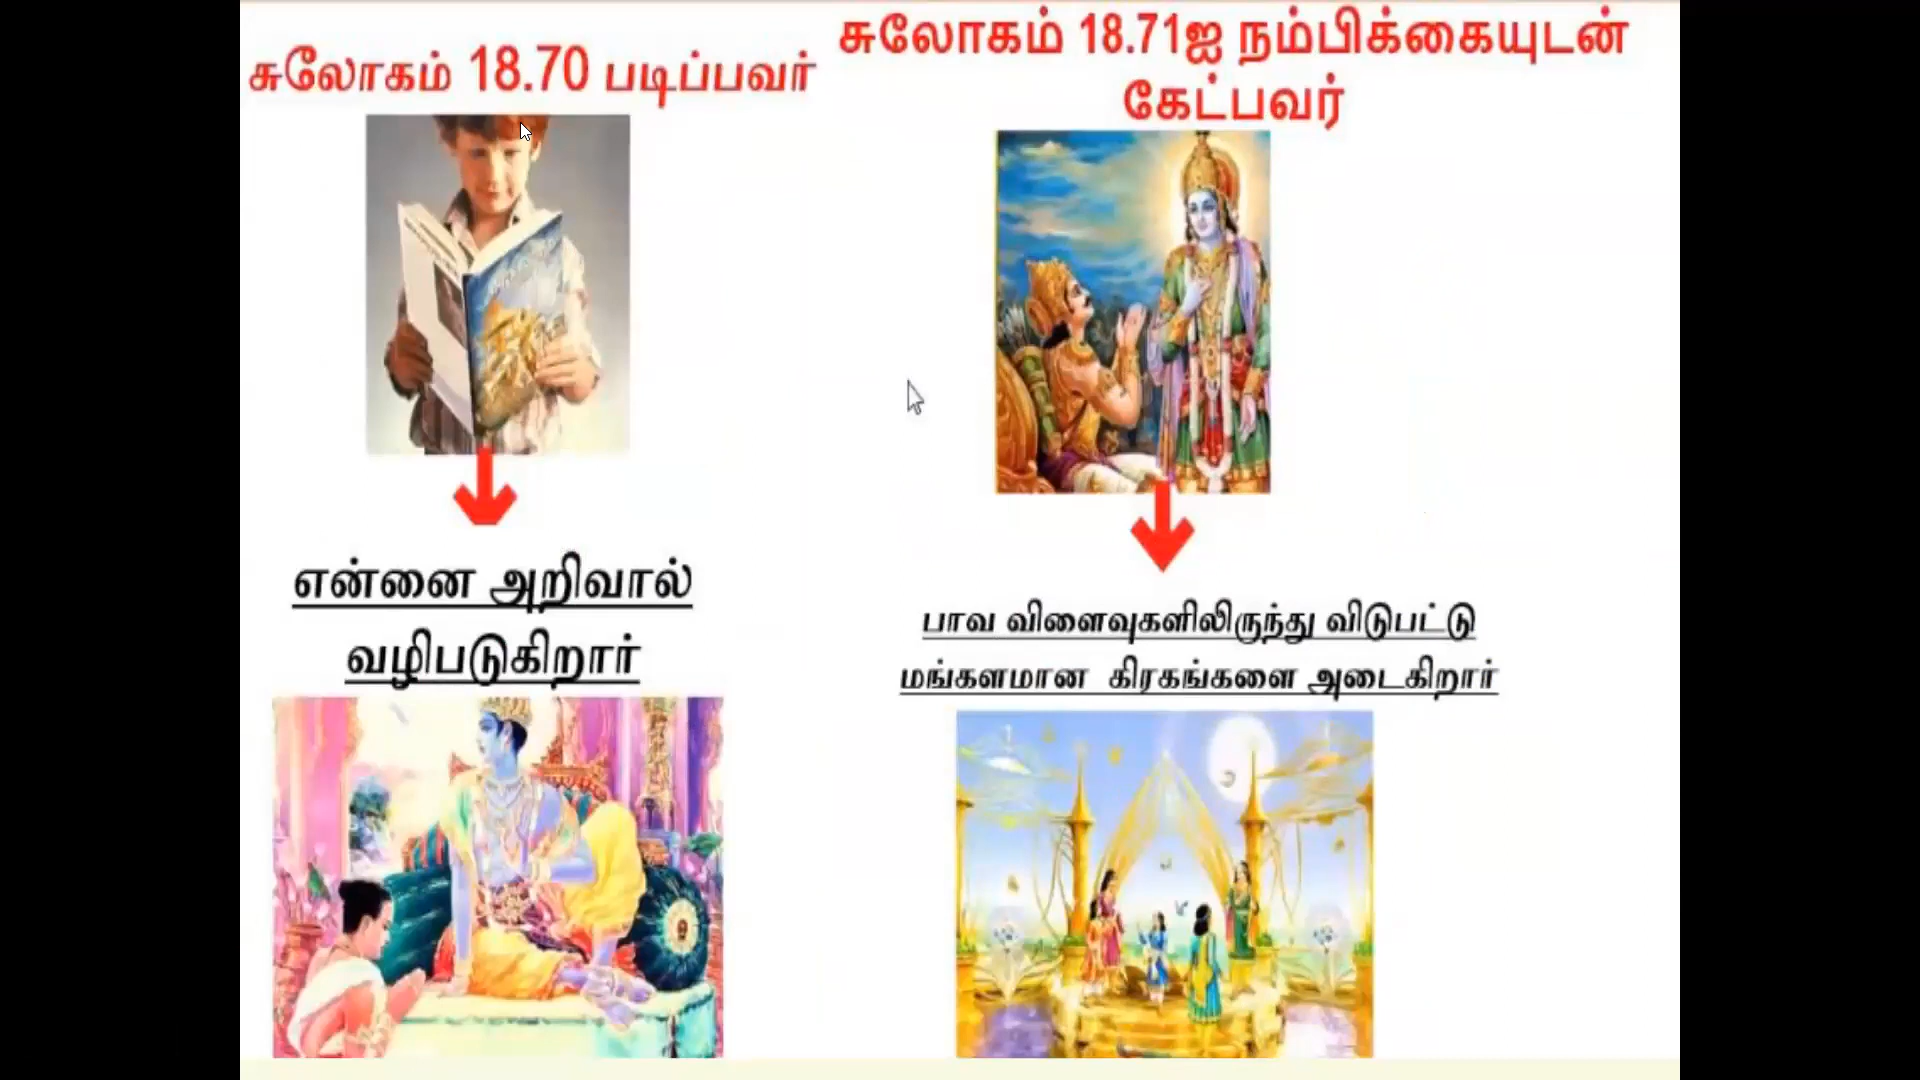 சுலோகம் 18.70 படிப்பவர்
என்னை அறிவால்
வழிபடுகிறார்
சுலோகம் 18.71ஐ நம்பிக்கையுடன்
கேட்பவர்
பாவ விளைவுகளிலிருந்து விடுபட்டு
மங்களமான கிரகங்களை அடைகிறார்